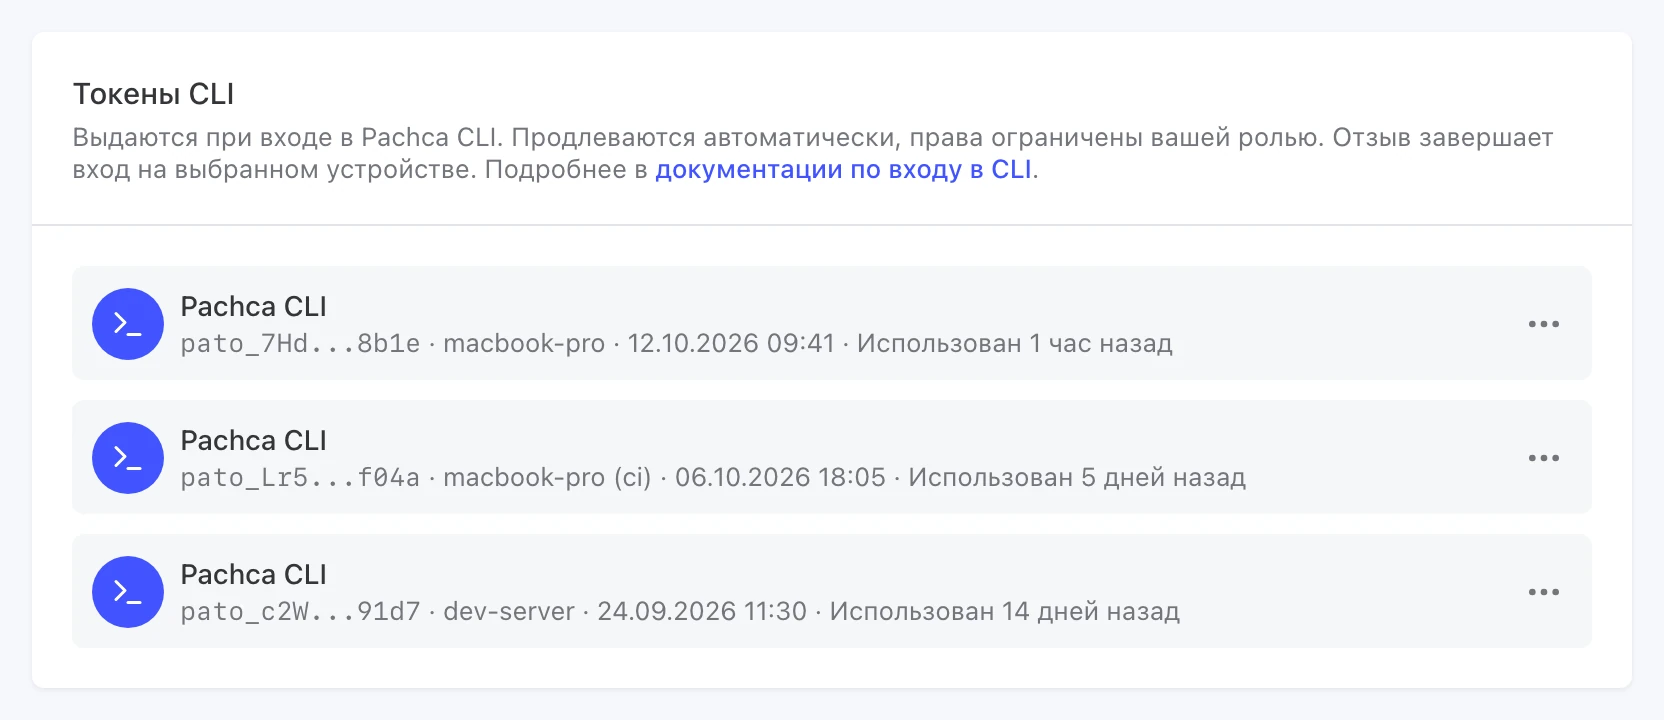 Токены CLI
Выдаются при входе в Pachca CLI. Продлеваются автоматически, права ограничены вашей ролью. Отзыв завершает
вход на выбранном устройстве. Подробнее в документации по входу в CLI.
Pachca CLI
pato_7Hd...8b1e · macbook-pro · 12.10.2026 09:41 · Использован 1 час назад
Pachca CLI
pato_Lr5...f04a · macbook-pro (ci) · 06.10.2026 18:05 · Использован 5 дней назад
Pachca CLI
pato_c2W...91d7 · dev-server · 24.09.2026 11:30 · Использован 14 дней назад